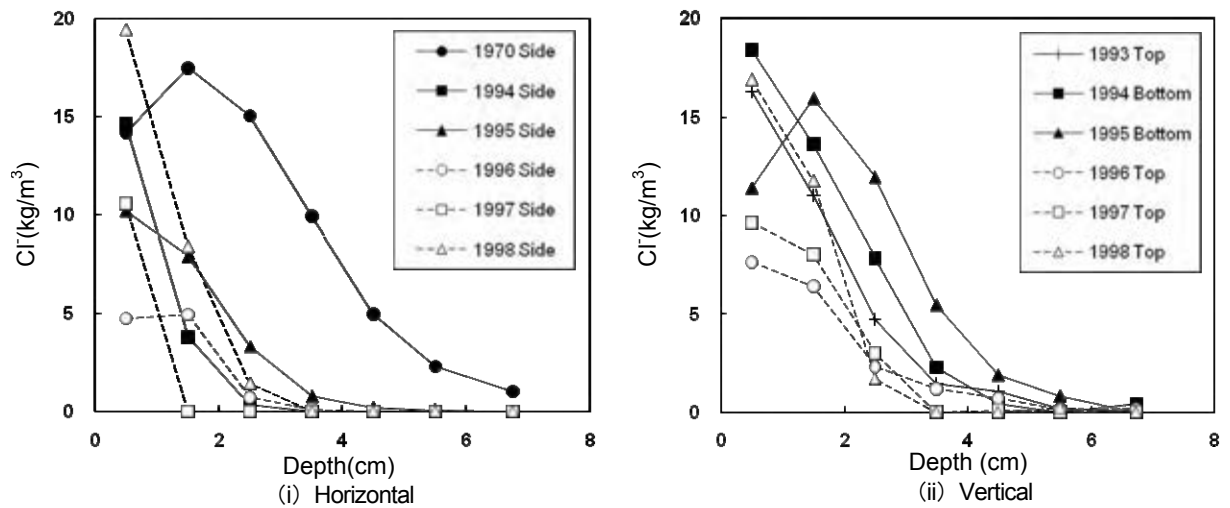 20
15
10
5
0
0 2 4 6 8
Cl⁻(kg/m³)
Depth(cm)
1970 Side
1994 Side
1995 Side
1996 Side
1997 Side
1998 Side
(i) Horizontal
20
15
10
5
0
0 2 4 6 8
Cl⁻(kg/m³)
Depth (cm)
1993 Top
1994 Bottom
1995 Bottom
1996 Top
1997 Top
1998 Top
(ii) Vertical